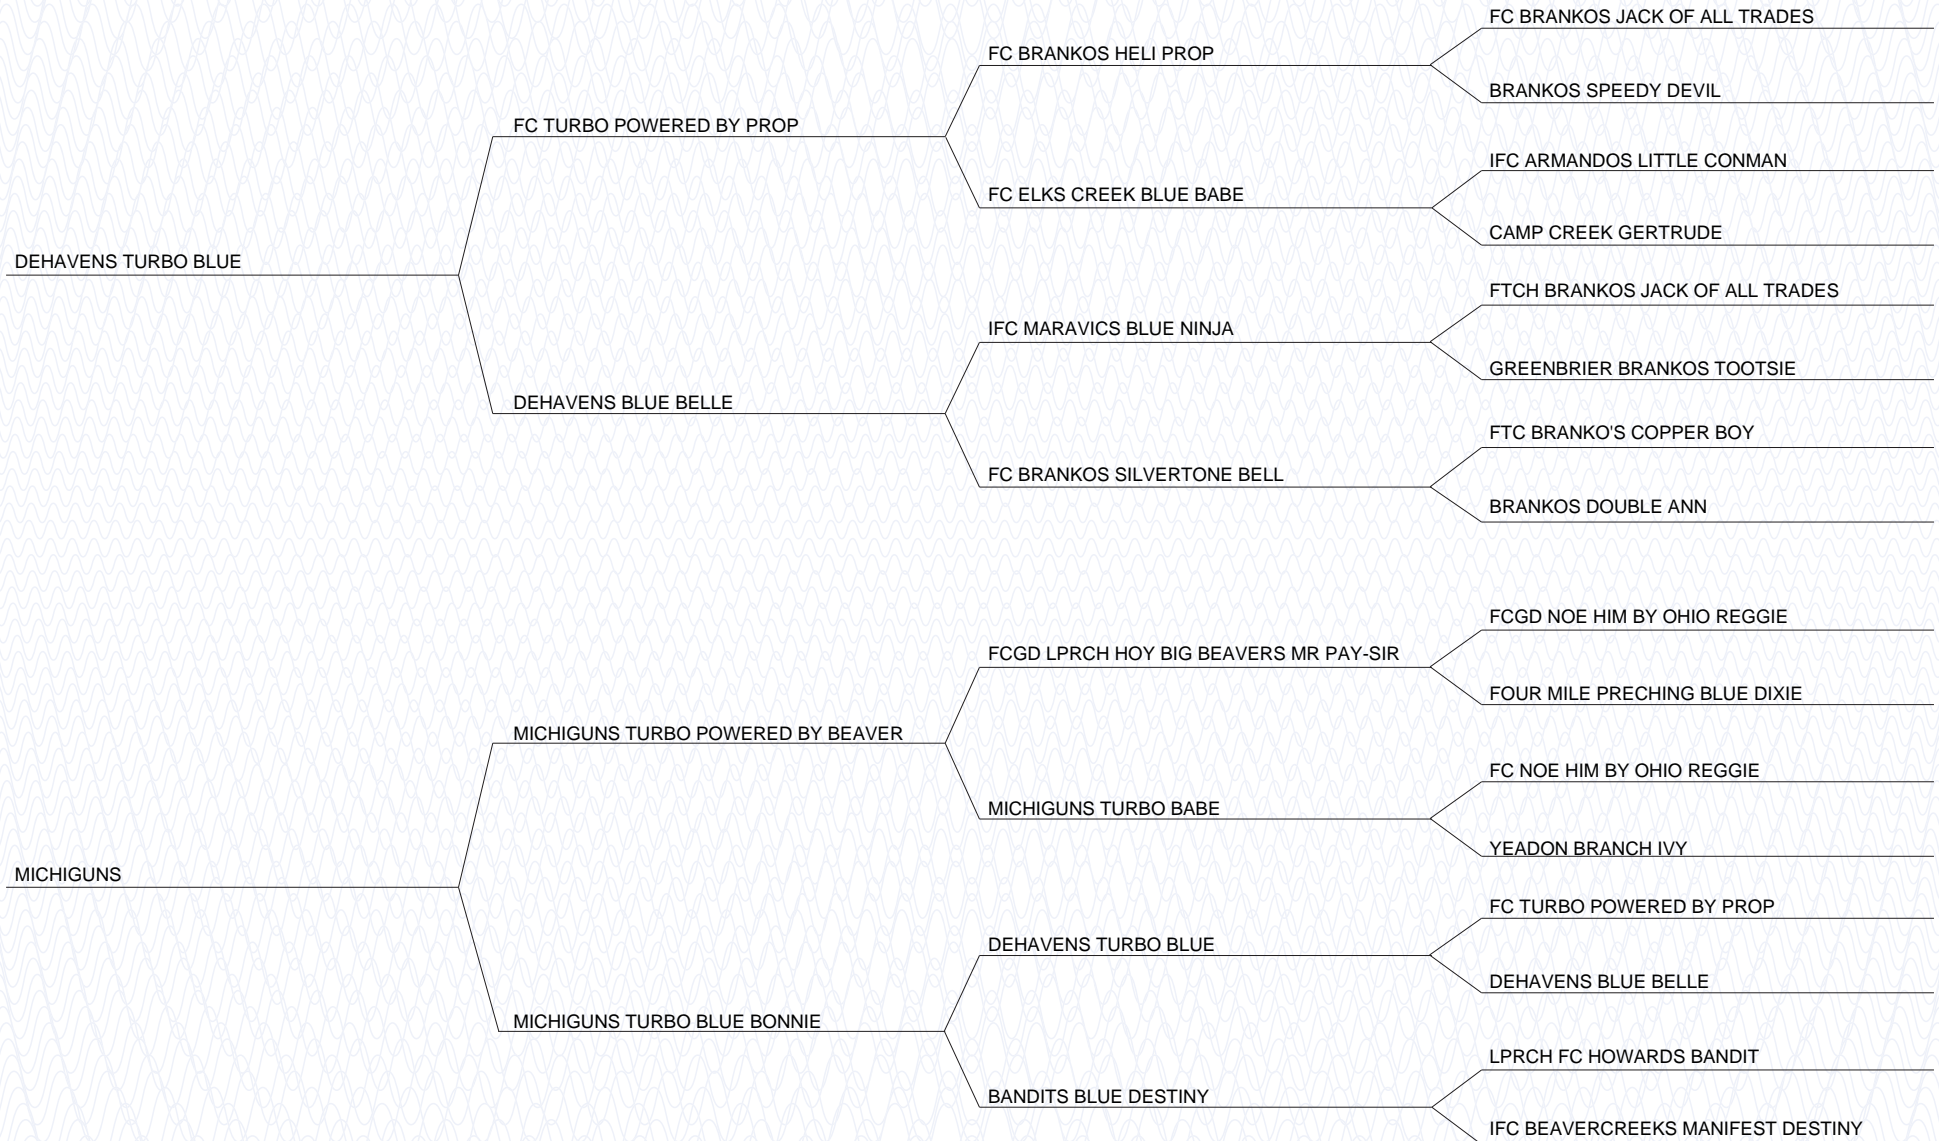 FC BRANKOS JACK OF ALL TRADES
FC BRANKOS HELI PROP
BRANKOS SPEEDY DEVIL
FC TURBO POWERED BY PROP
IFC ARMANDOS LITTLE CONMAN
FC ELKS CREEK BLUE BABE
CAMP CREEK GERTRUDE
DEHAVENS TURBO BLUE
FTCH BRANKOS JACK OF ALL TRADES
IFC MARAVICS BLUE NINJA
GREENBRIER BRANKOS TOOTSIE
DEHAVENS BLUE BELLE
FTC BRANKO'S COPPER BOY
FC BRANKOS SILVERTONE BELL
BRANKOS DOUBLE ANN
FCGD NOE HIM BY OHIO REGGIE
FCGD LPRCH HOY BIG BEAVERS MR PAY-SIR
FOUR MILE PRECHING BLUE DIXIE
MICHIGUNS TURBO POWERED BY BEAVER
FC NOE HIM BY OHIO REGGIE
MICHIGUNS TURBO BABE
YEADON BRANCH IVY
MICHIGUNS
FC TURBO POWERED BY PROP
DEHAVENS TURBO BLUE
DEHAVENS BLUE BELLE
MICHIGUNS TURBO BLUE BONNIE
LPRCH FC HOWARDS BANDIT
BANDITS BLUE DESTINY
IFC BEAVERCREEKS MANIFEST DESTINY